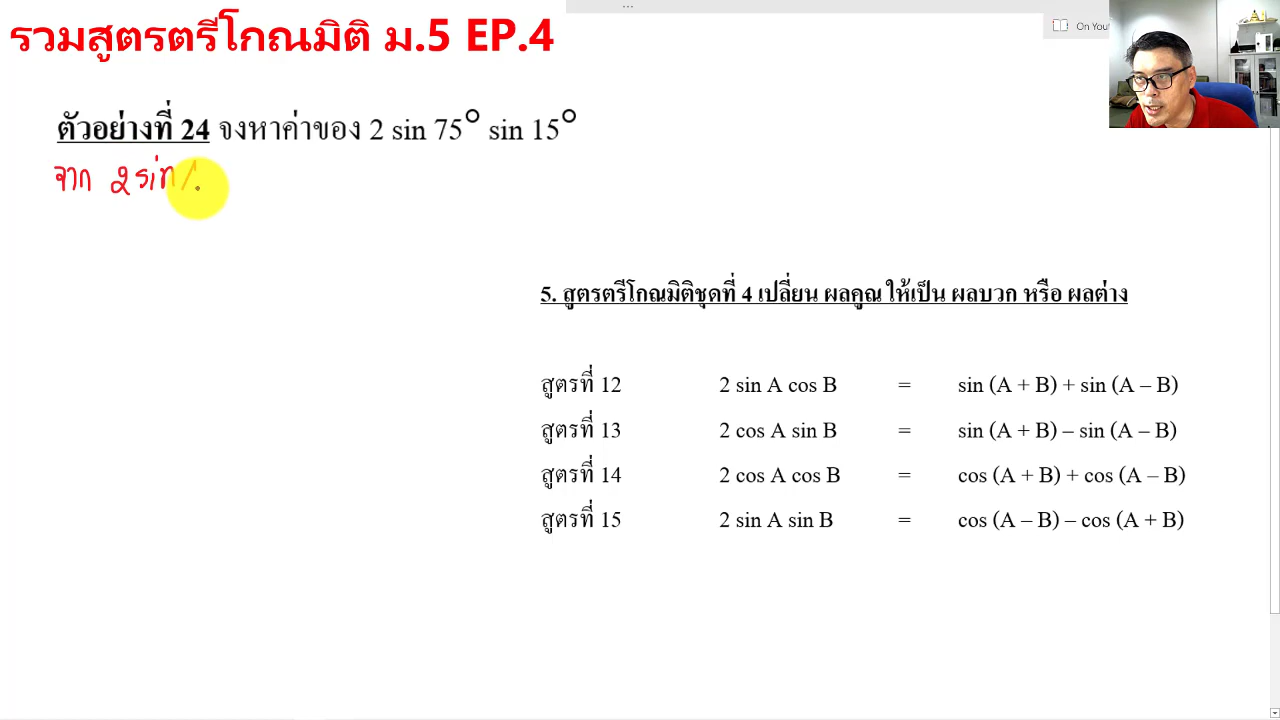 รวมสูตรตรีโกณมิติ ม.5 EP.4
On You
ตัวอย่างที่ 24 จงหาค่าของ 2 sin 75° sin 15°
จาก 2 sin
5. สูตรตรีโกณมิติชุดที่ 4 เปลี่ยน ผลคูณ ให้เป็น ผลบวก หรือ ผลต่าง
สูตรที่ 12 2 sin A cos B = sin (A + B) + sin (A – B)
สูตรที่ 13 2 cos A sin B = sin (A + B) – sin (A – B)
สูตรที่ 14 2 cos A cos B = cos (A + B) + cos (A – B)
สูตรที่ 15 2 sin A sin B = cos (A – B) – cos (A + B)